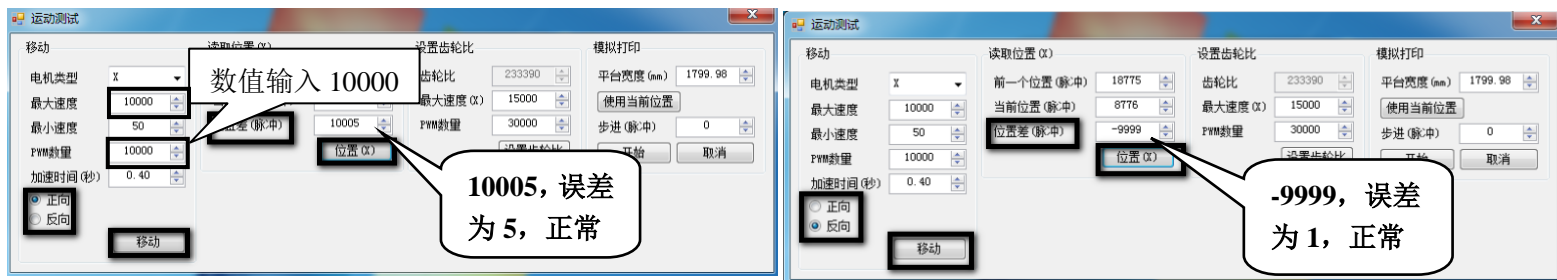 运动测试
移动
读取位置(X)
设置齿轮比
模拟打印
电机类型 X
数值输入 10000
齿轮比 233390
平台宽度(mm) 1799.98
最大速度 10000
最大速度(X) 15000
使用当前位置
最小速度 50
置差(脉冲) 10005
PWM数量 30000
步进(脉冲) 0
PWM数量 10000
位置(X)
设置齿轮比
开始
取消
加速时间(秒) 0.40
正向
反向
移动
10005，误差
为 5，正常
运动测试
移动
读取位置(X)
设置齿轮比
模拟打印
电机类型 X
前一个位置(脉冲) 18775
齿轮比 233390
平台宽度(mm) 1799.98
最大速度 10000
当前位置(脉冲) 8776
最大速度(X) 15000
使用当前位置
最小速度 50
位置差(脉冲) -9999
PWM数量 30000
步进(脉冲) 0
PWM数量 10000
位置(X)
设置齿轮比
开始
取消
加速时间(秒) 0.40
正向
反向
移动
-9999，误差
为 1，正常